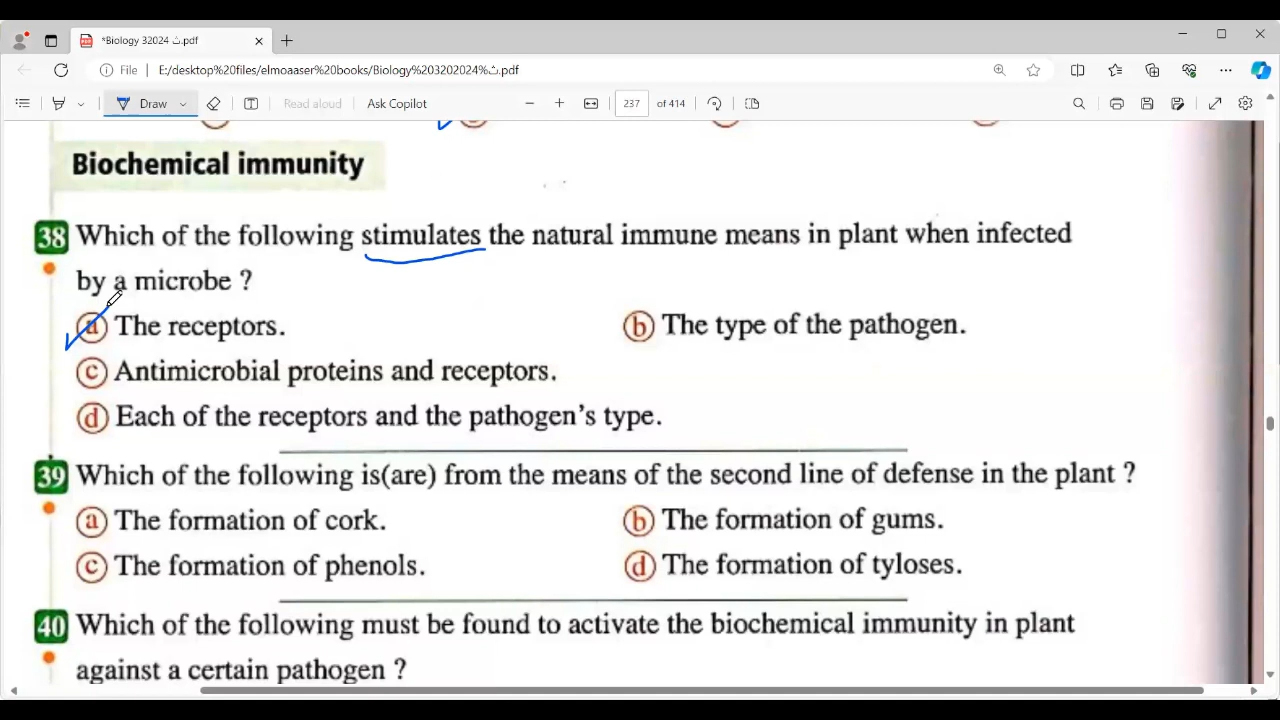 *Biology 32024 ث.pdf
File
E:/desktop%20files/elmoaaser%20books/Biology%203202024%ث.pdf
Draw
Read aloud
Ask Copilot
237
of 414
Biochemical immunity
38 Which of the following stimulates the natural immune means in plant when infected
by a microbe ?
a The receptors.
b The type of the pathogen.
c Antimicrobial proteins and receptors.
d Each of the receptors and the pathogen's type.
39 Which of the following is(are) from the means of the second line of defense in the plant ?
a The formation of cork.
b The formation of gums.
c The formation of phenols.
d The formation of tyloses.
40 Which of the following must be found to activate the biochemical immunity in plant
against a certain pathogen ?